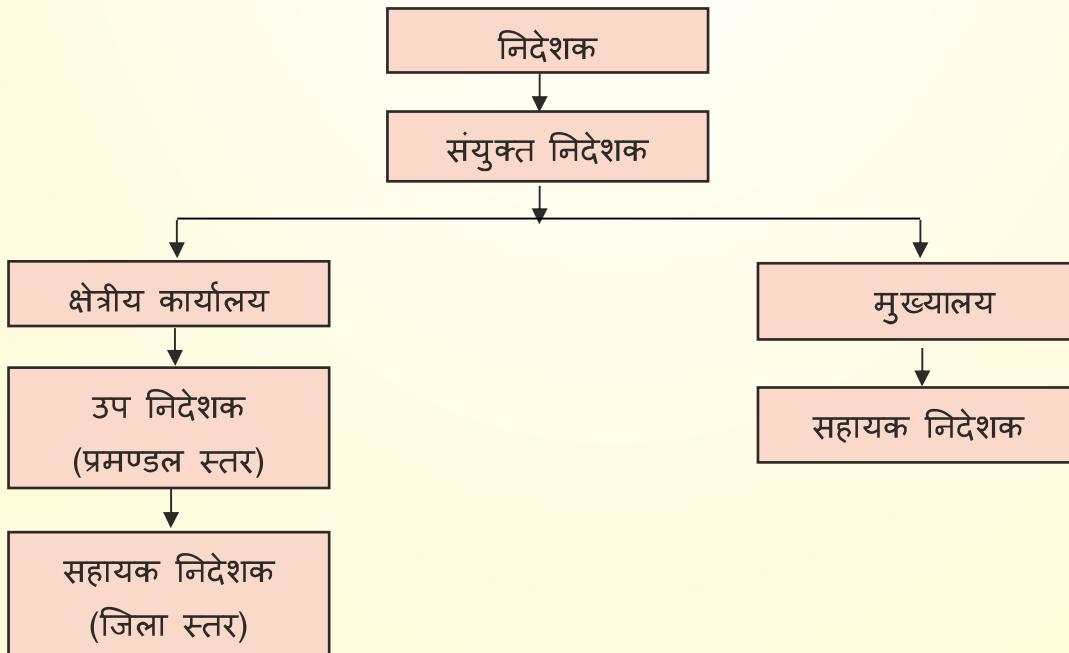 निदेशक
संयुक्त निदेशक
क्षेत्रीय कार्यालय
मुख्यालय
उप निदेशक
(प्रमण्डल स्तर)
सहायक निदेशक
सहायक निदेशक
(जिला स्तर)